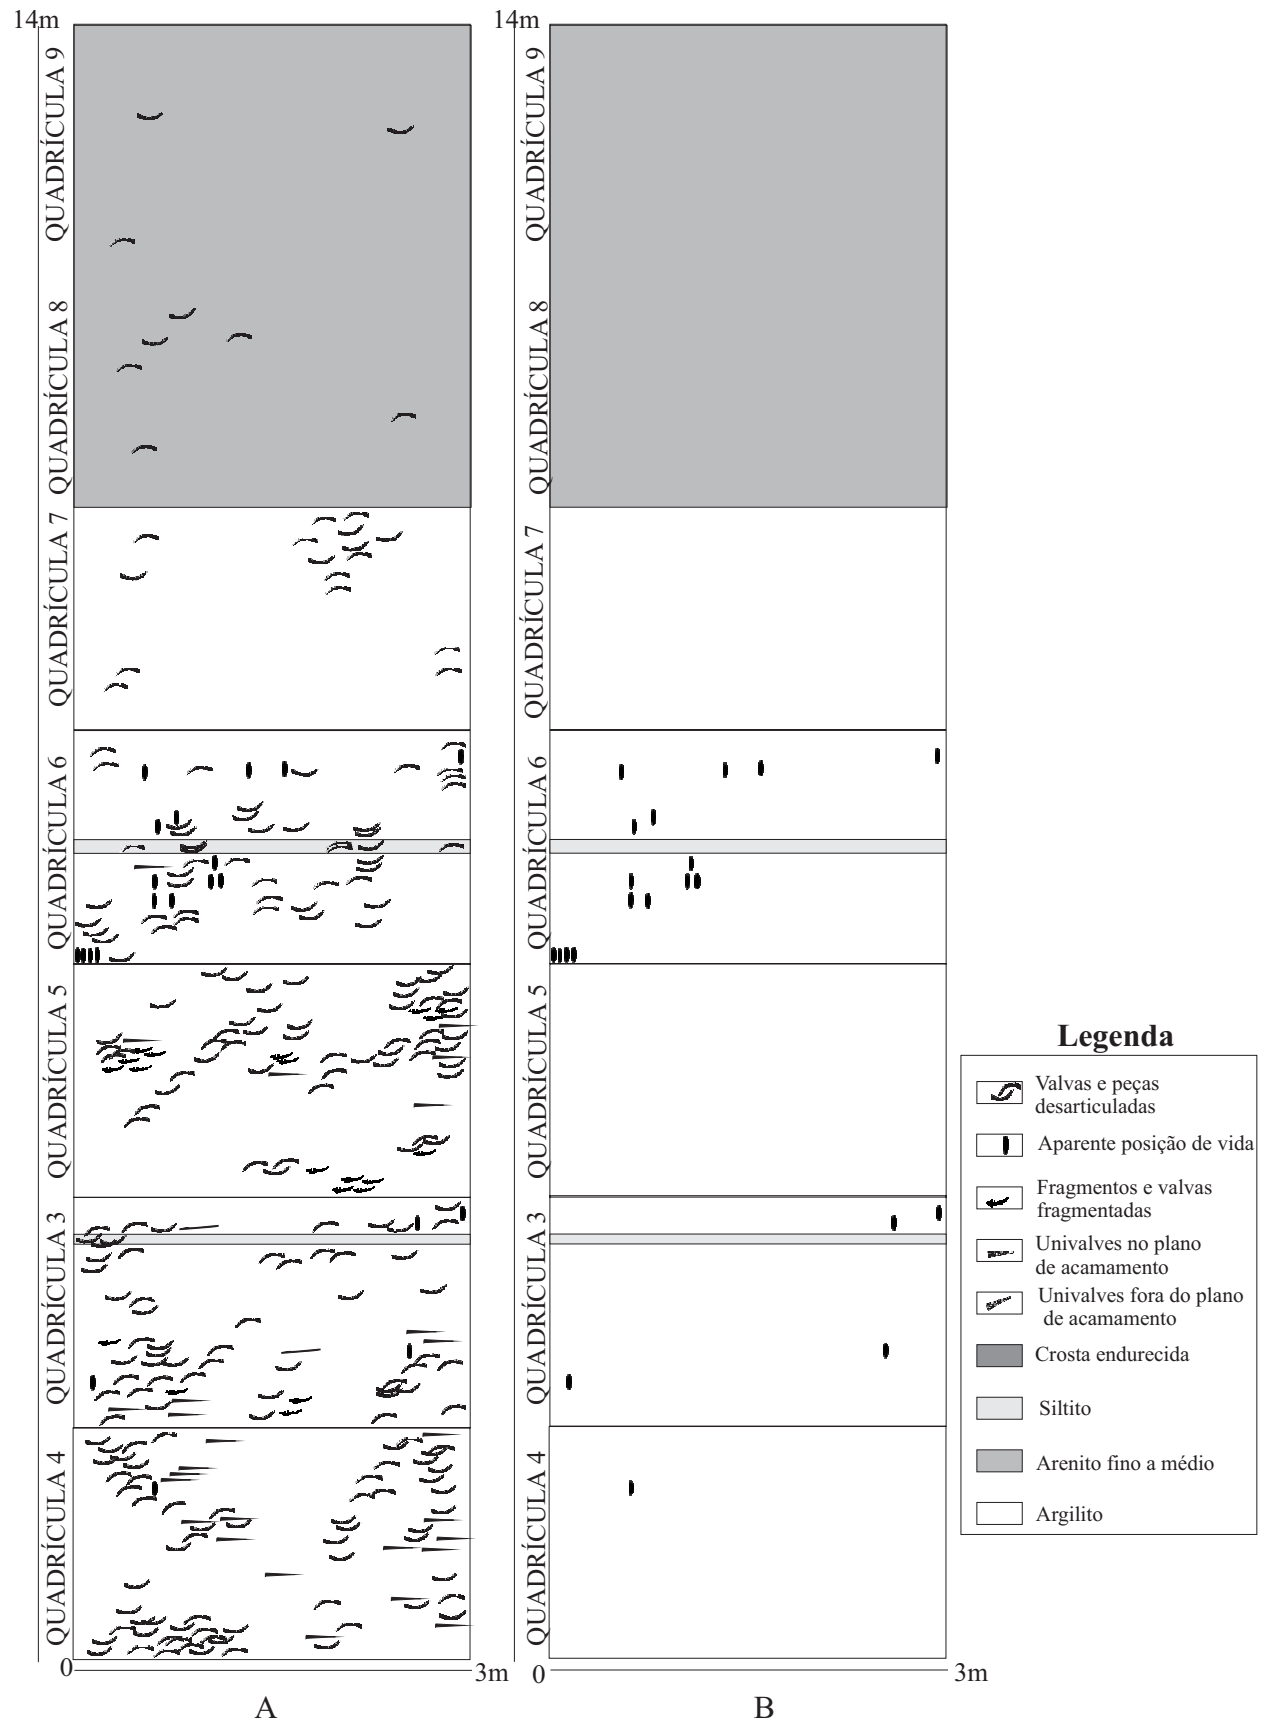 14m
QUADRÍCULA 9
QUADRÍCULA 8
QUADRÍCULA 7
QUADRÍCULA 6
QUADRÍCULA 5
QUADRÍCULA 3
QUADRÍCULA 4
0
3m
A
14m
QUADRÍCULA 9
QUADRÍCULA 8
QUADRÍCULA 7
QUADRÍCULA 6
QUADRÍCULA 5
QUADRÍCULA 3
QUADRÍCULA 4
0
3m
B
Legenda
Valvas e peças
desarticuladas
Aparente posição de vida
Fragmentos e valvas
fragmentadas
Univalves no plano
de acamamento
Univalves fora do plano
de acamamento
Crosta endurecida
Siltito
Arenito fino a médio
Argilito